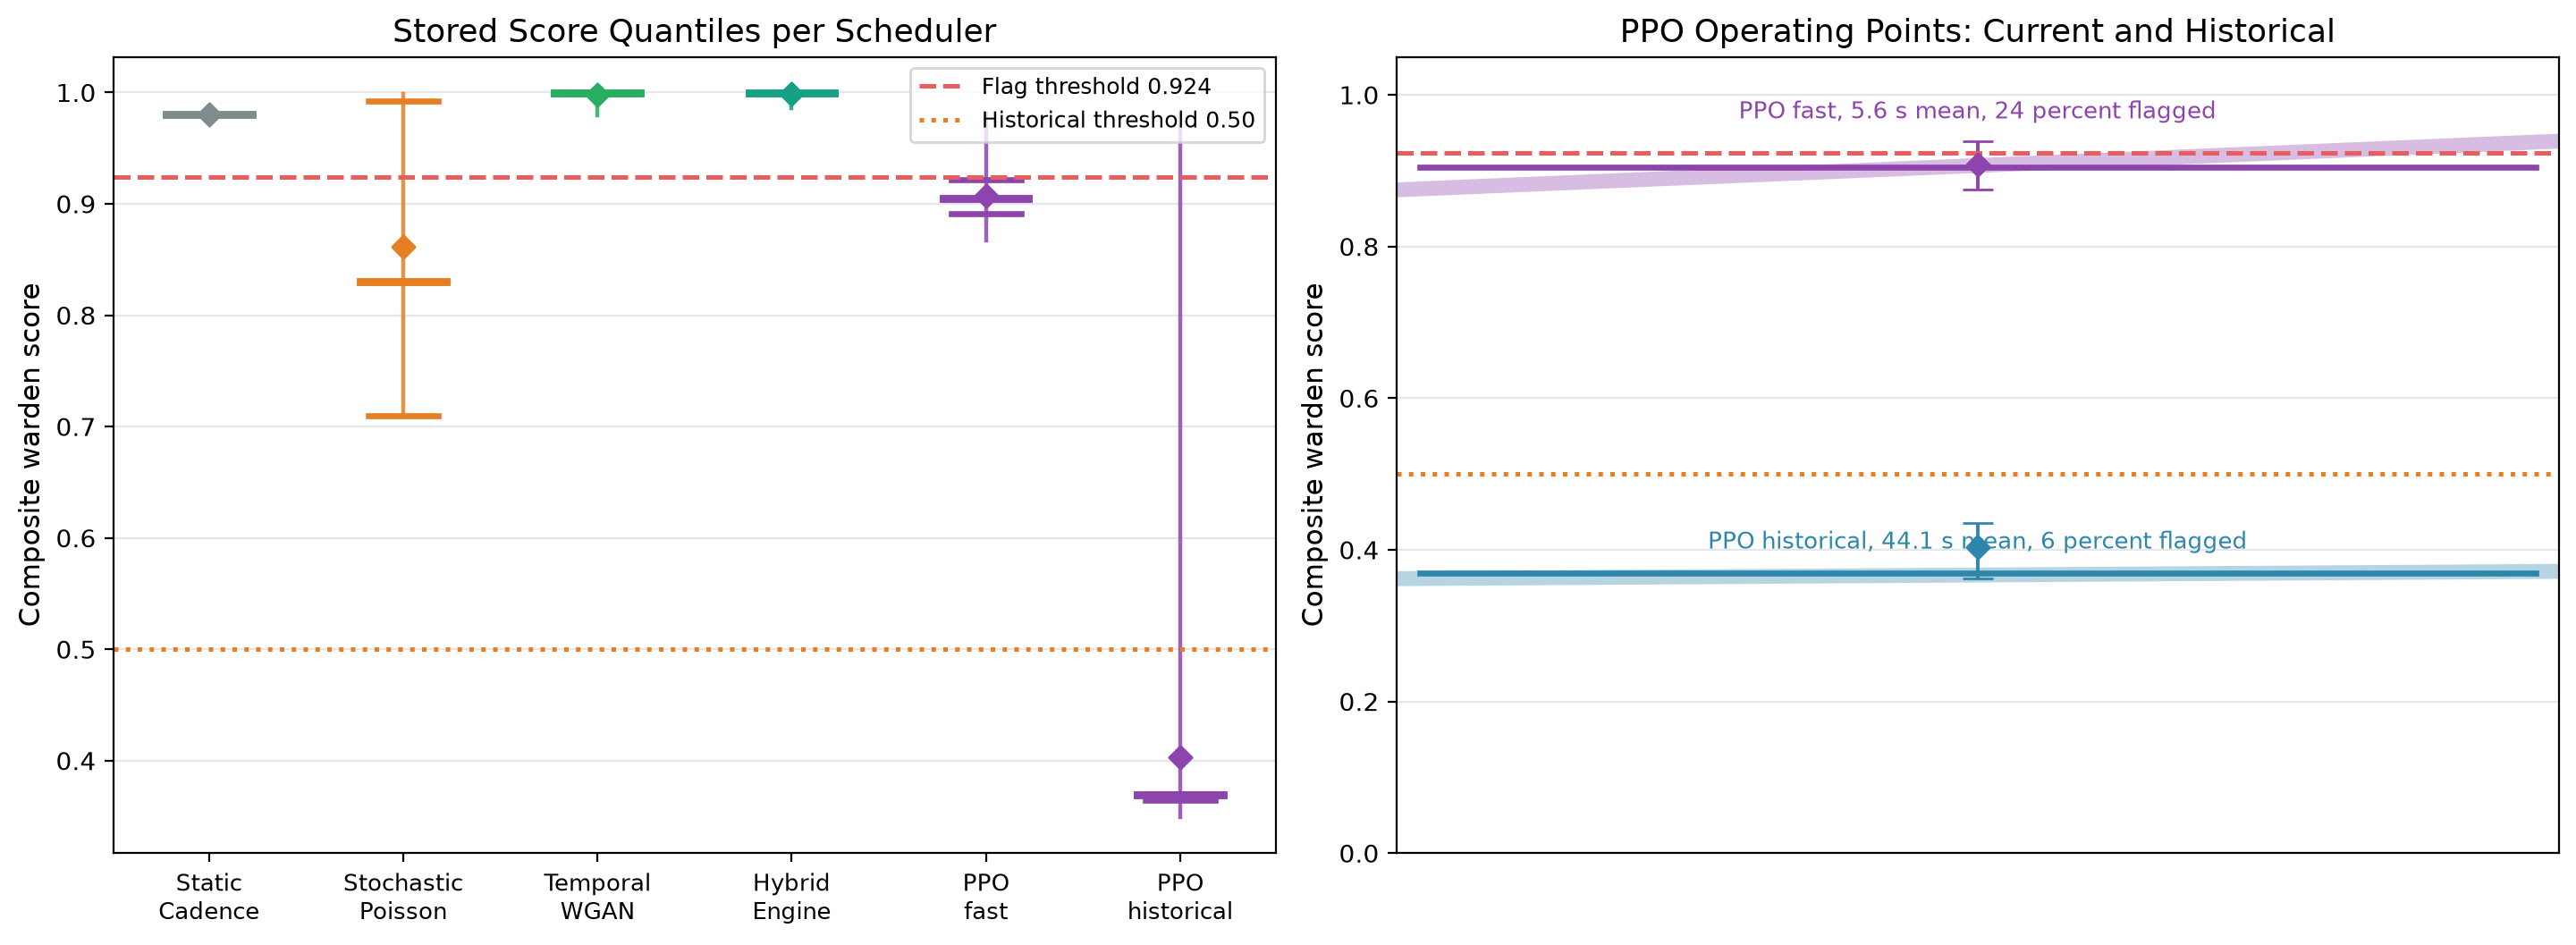 Stored Score Quantiles per Scheduler
Composite warden score
1.0
0.9
0.8
0.7
0.6
0.5
0.4
Flag threshold 0.924
Historical threshold 0.50
Static
Cadence
Stochastic
Poisson
Temporal
WGAN
Hybrid
Engine
PPO
fast
PPO
historical
PPO Operating Points: Current and Historical
Composite warden score
1.0
0.8
0.6
0.4
0.2
0.0
PPO fast, 5.6 s mean, 24 percent flagged
PPO historical, 44.1 s mean, 6 percent flagged